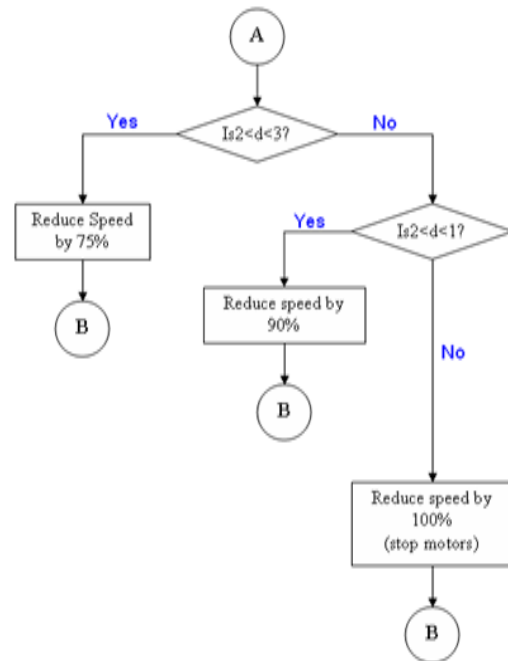 A
Is2<d<3?
Yes
No
Reduce Speed
by 75%
Is2<d<1?
Yes
B
Reduce speed by
90%
No
B
Reduce speed by
100%
(stop motors)
B